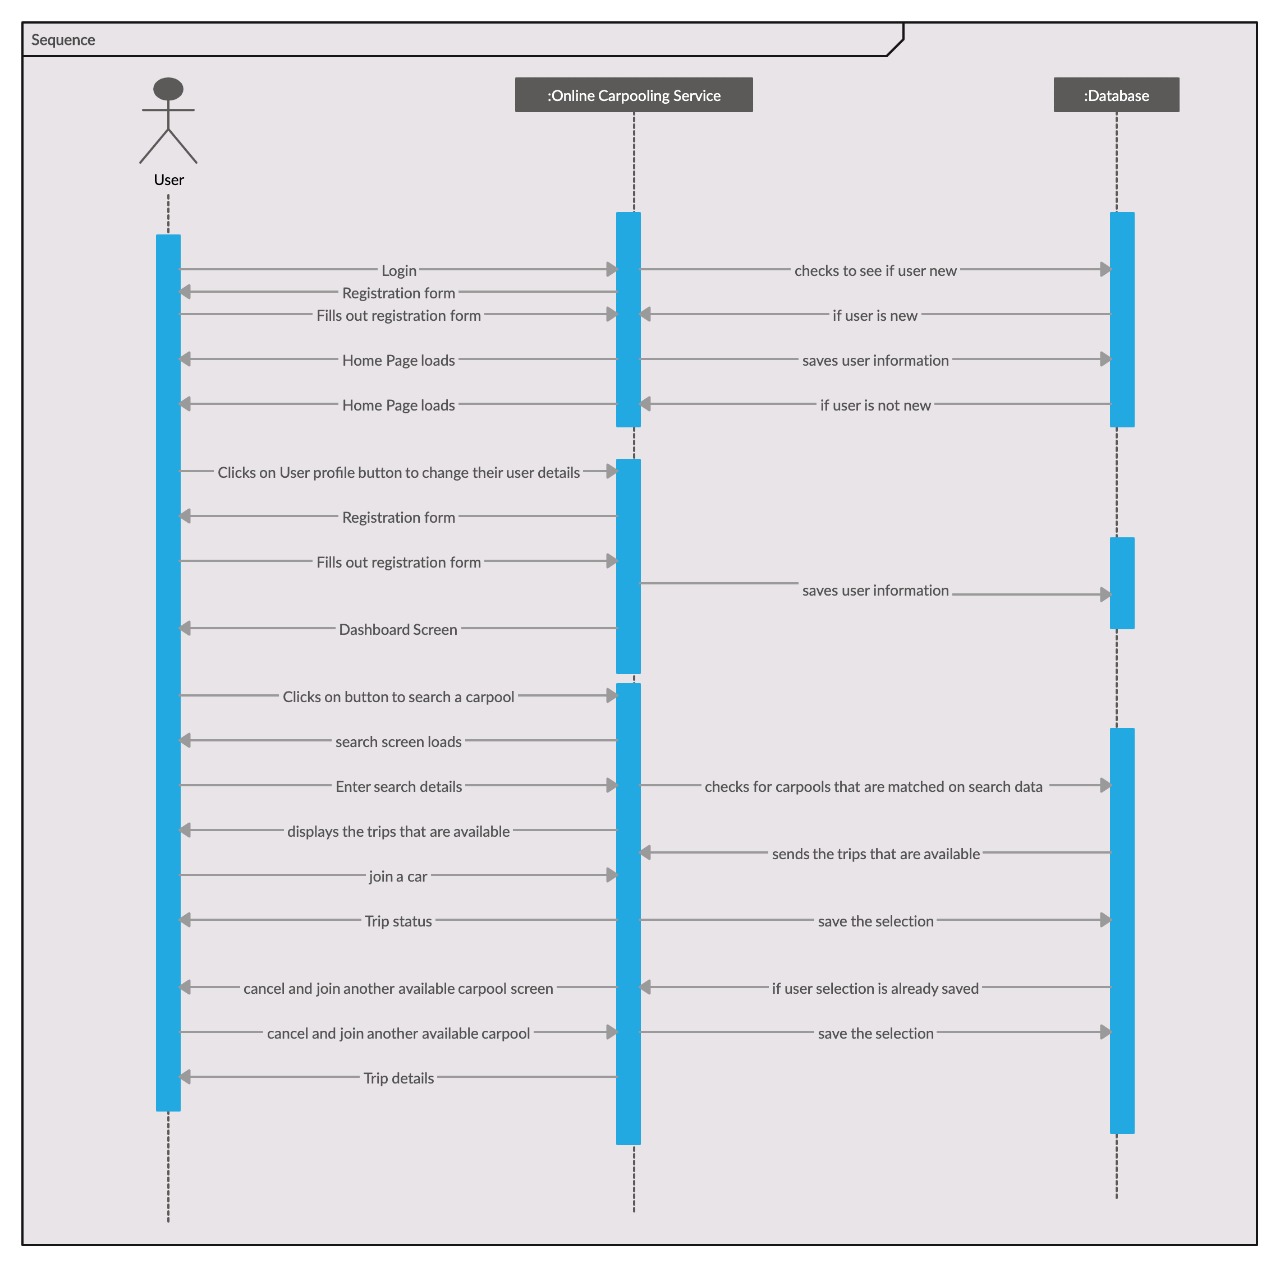 Sequence
:Online Carpooling Service
:Database
User
Login
checks to see if user new
Registration form
Fills out registration form
if user is new
Home Page loads
saves user information
Home Page loads
if user is not new
Clicks on User profile button to change their user details
Registration form
Fills out registration form
saves user information
Dashboard Screen
Clicks on button to search a carpool
search screen loads
Enter search details
checks for carpools that are matched on search data
displays the trips that are available
sends the trips that are available
join a car
Trip status
save the selection
cancel and join another available carpool screen
if user selection is already saved
cancel and join another available carpool
save the selection
Trip details